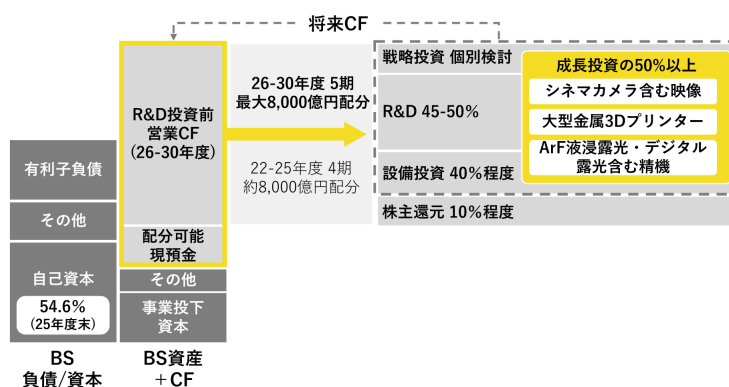 将来CF
有利子負債
その他
自己資本
54.6%
(25年度末)
BS
負債/資本
R&D投資前
営業CF
(26-30年度)
配分可能
現預金
その他
事業投下
資本
BS資産
+CF
26-30年度 5期
最大8,000億円配分
22-25年度 4期
約8,000億円配分
戦略投資 個別検討
R&D 45-50%
設備投資 40%程度
株主還元 10%程度
成長投資の50%以上
シネマカメラ含む映像
大型金属3Dプリンター
ArF液浸露光・デジタル
露光含む精機